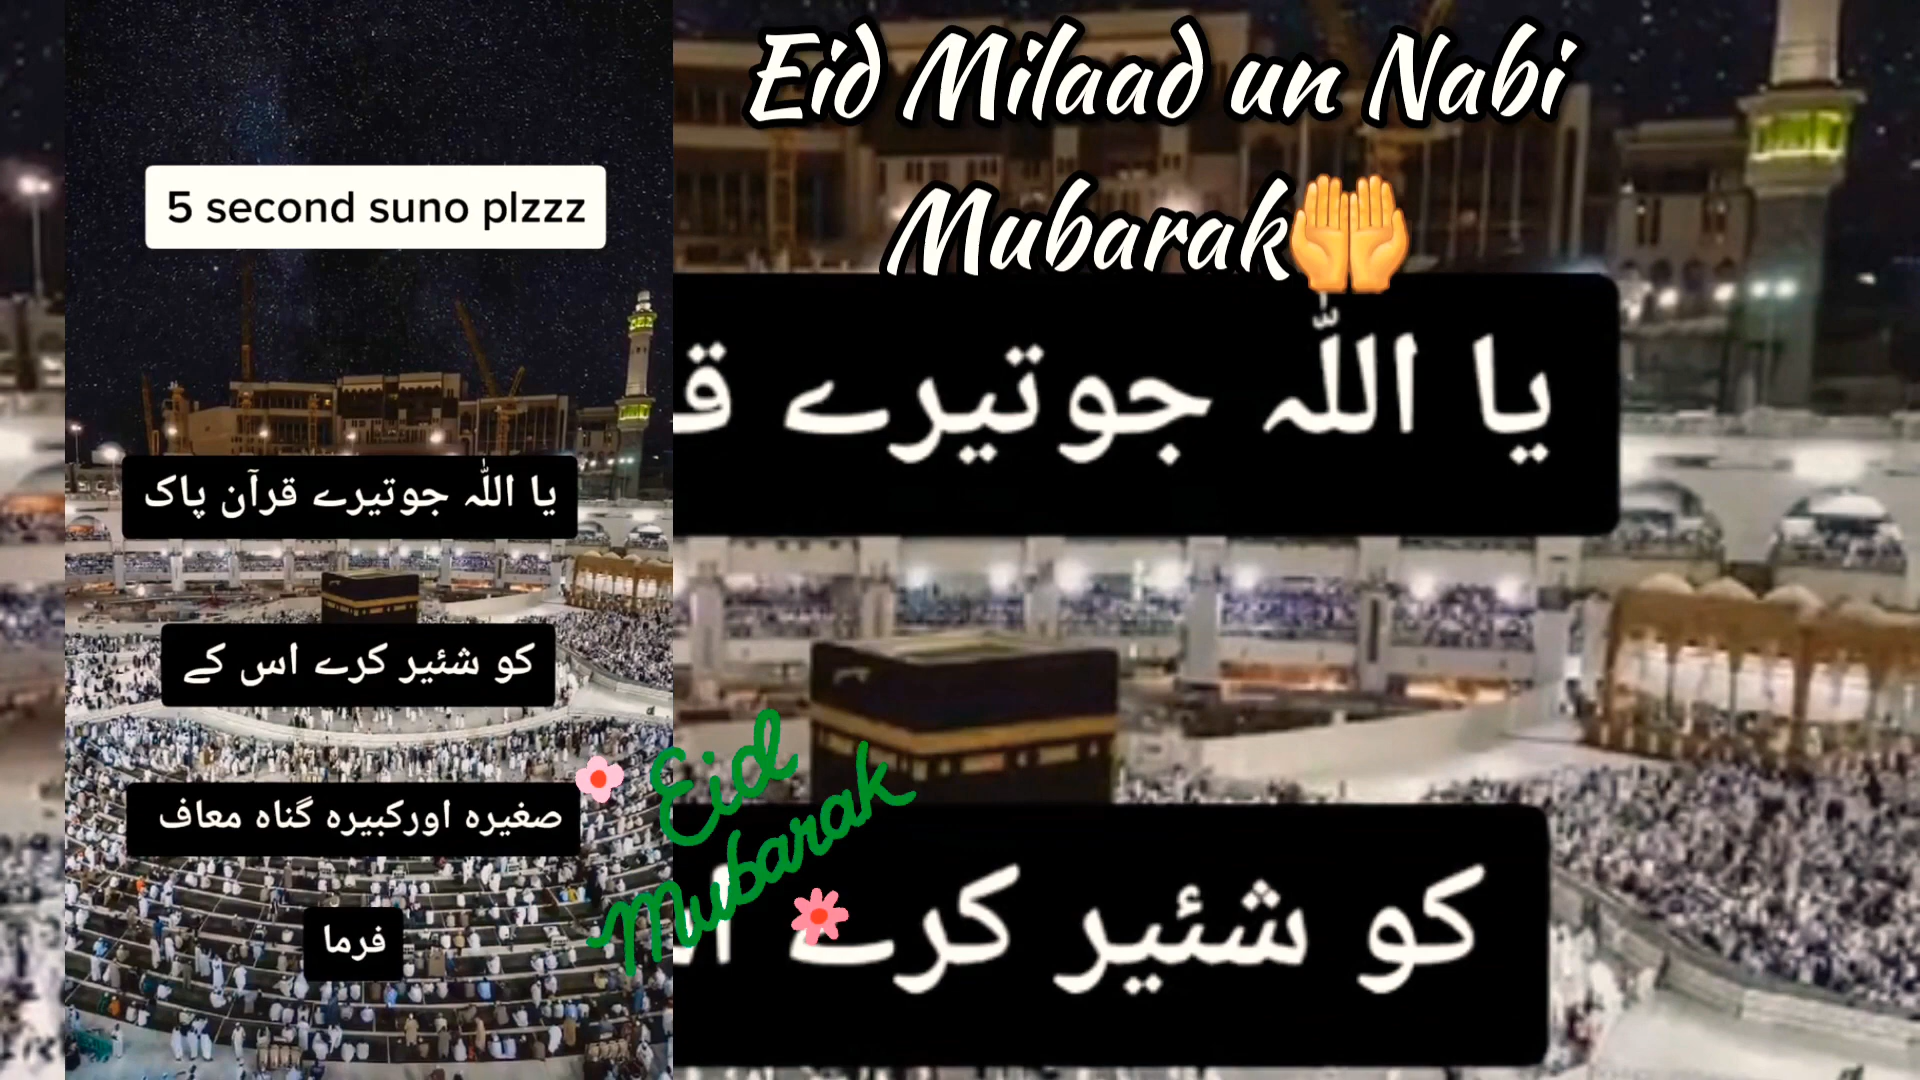 5 second suno plzzz
یا اللّٰہ جوتیرے قرآن پاک
کو شئیر کرے اس کے
صغیرہ اورکبیرہ گناہ معاف
فرما
Eid Milaad un Nabi
Mubarak🤲
یا اللّٰہ جوتیرے ق
کو شئیر کرے ا
Eid
Mubarak